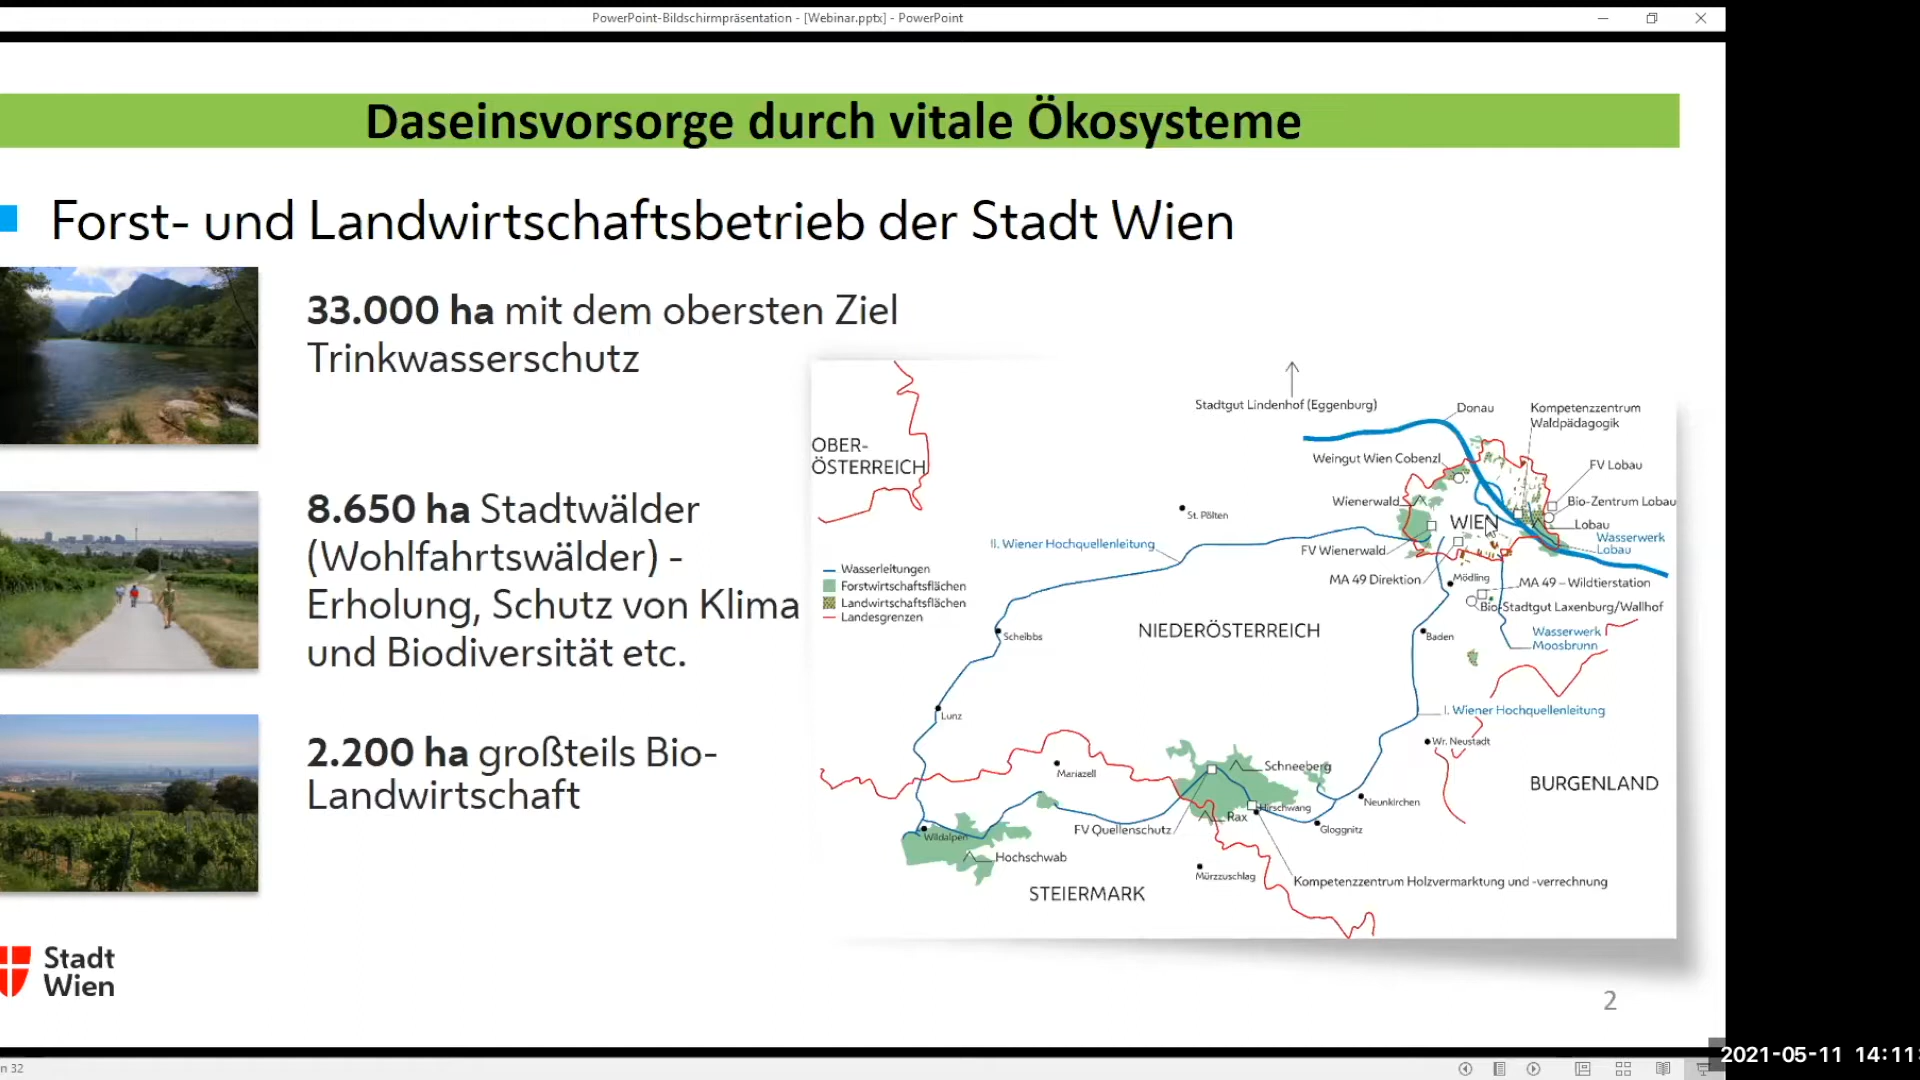 PowerPoint-Bildschirmpräsentation - [Webinar.pptx] - PowerPoint
Daseinsvorsorge durch vitale Ökosysteme
Forst- und Landwirtschaftsbetrieb der Stadt Wien
33.000 ha mit dem obersten Ziel
Trinkwasserschutz
8.650 ha Stadtwälder
(Wohlfahrtswälder) -
Erholung, Schutz von Klima
und Biodiversität etc.
2.200 ha großteils Bio-
Landwirtschaft
Stadtgut Lindenhof (Eggenburg)
Donau
Kompetenzzentrum
Waldpädagogik
OBER-
ÖSTERREICH
Weingut Wien Cobenzl
FV Lobau
Wienerwald
Bio-Zentrum Lobau
St. Pölten
WIEN
Lobau
II. Wiener Hochquellenleitung
FV Wienerwald
Wasserwerk
Lobau
Wasserleitungen
Forstwirtschaftsflächen
Landwirtschaftsflächen
Landesgrenzen
MA 49 Direktion
Mödling
MA 49 – Wildtierstation
Bio-Stadtgut Laxenburg/Wallhof
Scheibbs
NIEDERÖSTERREICH
Baden
Wasserwerk
Moosbrunn
Lunz
I. Wiener Hochquellenleitung
Wr. Neustadt
Mariazell
Schneeberg
BURGENLAND
Hirschwang
Neunkirchen
Rax
FV Quellenschutz
Gloggnitz
Wildalpen
Hochschwab
Mürzzuschlag
Kompetenzzentrum Holzvermarktung und -verrechnung
STEIERMARK
Stadt
Wien
2
n 32
2021-05-11 14:11: